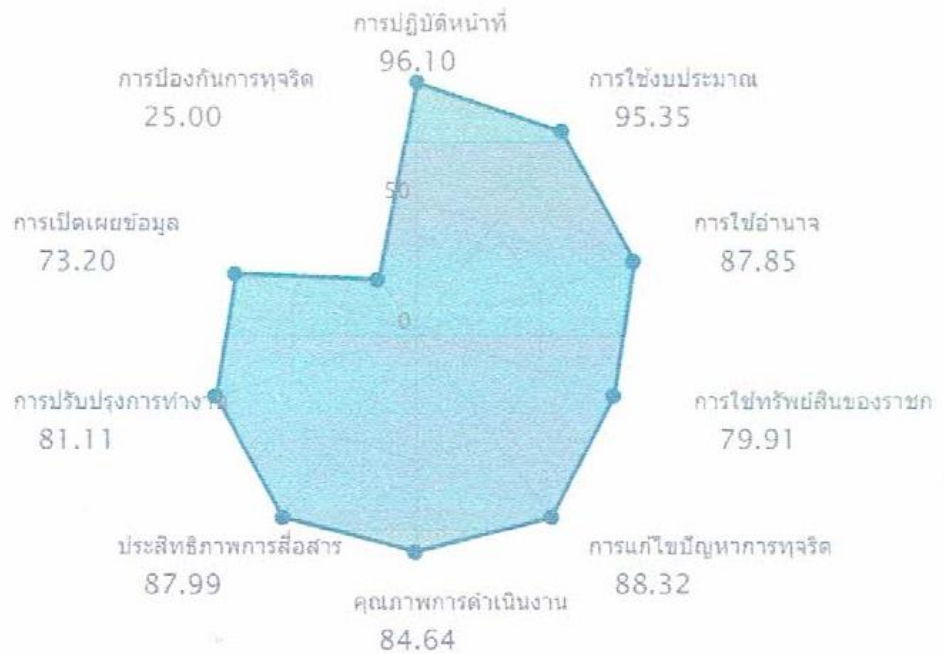 การปฏิบัติหน้าที่
96.10
การใช้งบประมาณ
95.35
การใช้อำนาจ
87.85
การใช้ทรัพย์สินของราชก
79.91
การแก้ไขปัญหาการทุจริต
88.32
คุณภาพการดำเนินงาน
84.64
ประสิทธิภาพการสื่อสาร
87.99
การปรับปรุงการทำงาน
81.11
การเปิดเผยข้อมูล
73.20
การป้องกันการทุจริต
25.00
50
0